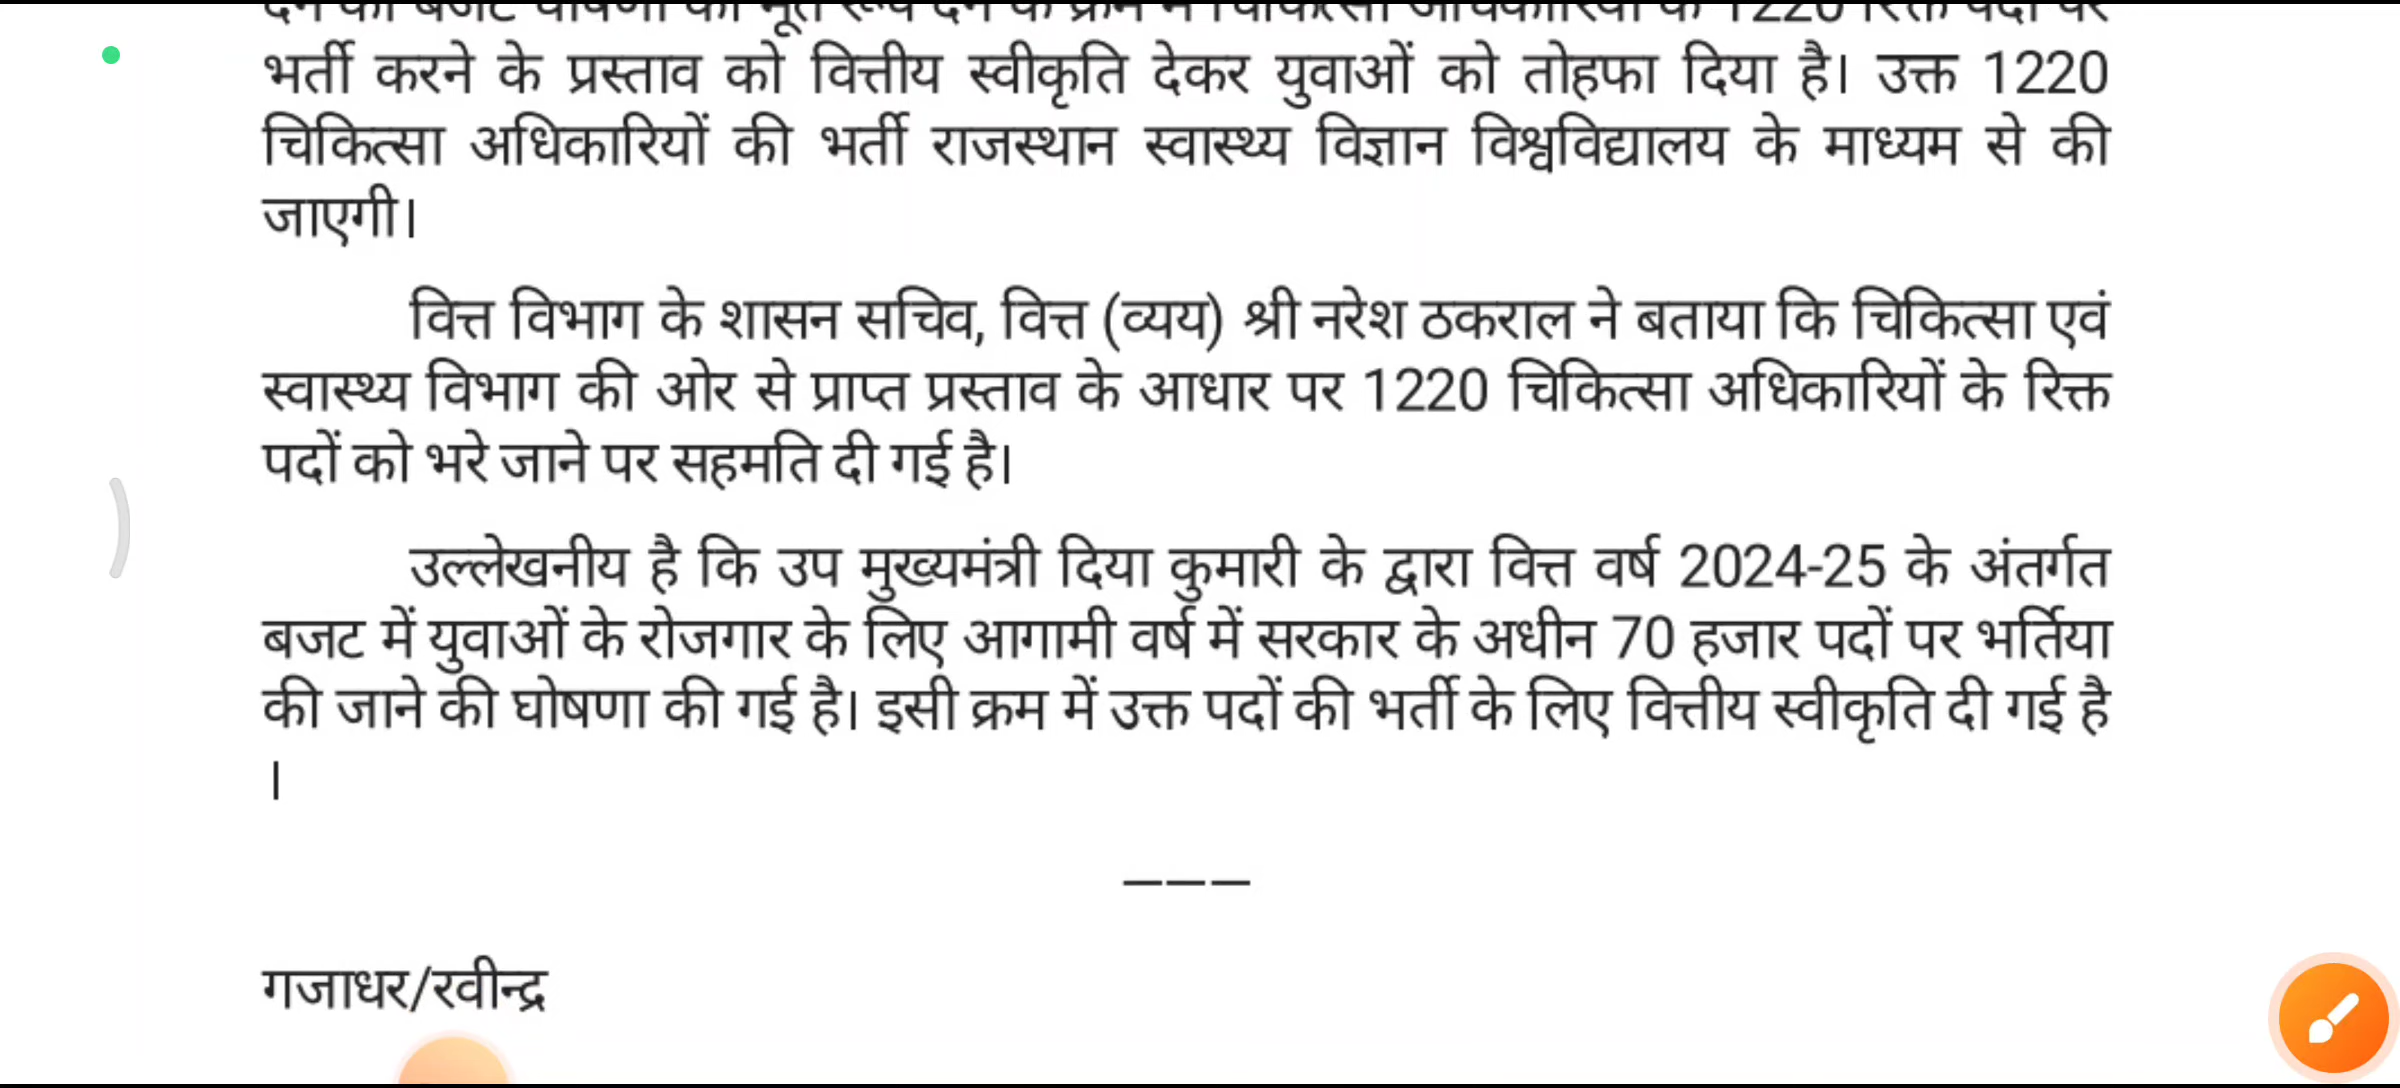 भर्ती करने के प्रस्ताव को वित्तीय स्वीकृति देकर युवाओं को तोहफा दिया है। उक्त 1220
चिकित्सा अधिकारियों की भर्ती राजस्थान स्वास्थ्य विज्ञान विश्वविद्यालय के माध्यम से की
जाएगी।
वित्त विभाग के शासन सचिव, वित्त (व्यय) श्री नरेश ठकराल ने बताया कि चिकित्सा एवं
स्वास्थ्य विभाग की ओर से प्राप्त प्रस्ताव के आधार पर 1220 चिकित्सा अधिकारियों के रिक्त
पदों को भरे जाने पर सहमति दी गई है।
उल्लेखनीय है कि उप मुख्यमंत्री दिया कुमारी के द्वारा वित्त वर्ष 2024-25 के अंतर्गत
बजट में युवाओं के रोजगार के लिए आगामी वर्ष में सरकार के अधीन 70 हजार पदों पर भर्तिया
की जाने की घोषणा की गई है। इसी क्रम में उक्त पदों की भर्ती के लिए वित्तीय स्वीकृति दी गई है
।
———
गजाधर/रवीन्द्र